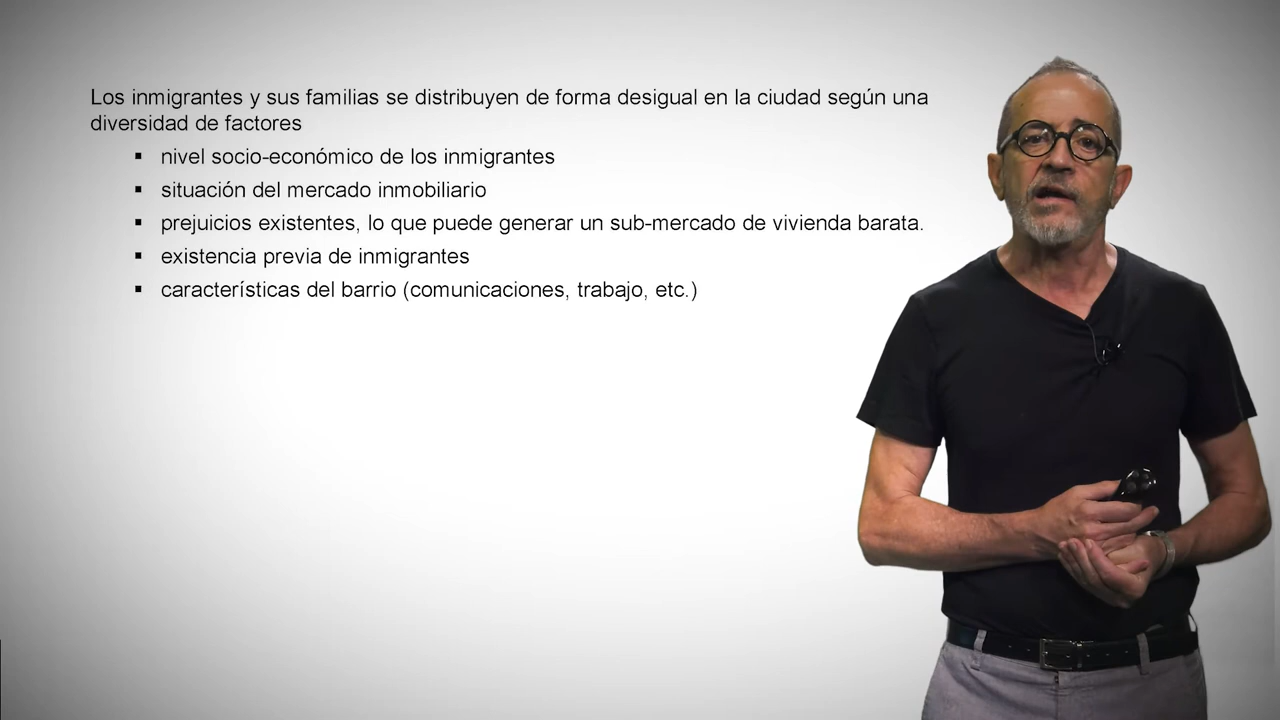 Los inmigrantes y sus familias se distribuyen de forma desigual en la ciudad según una
diversidad de factores
▪ nivel socio-económico de los inmigrantes
▪ situación del mercado inmobiliario
▪ prejuicios existentes, lo que puede generar un sub-mercado de vivienda barata.
▪ existencia previa de inmigrantes
▪ características del barrio (comunicaciones, trabajo, etc.)